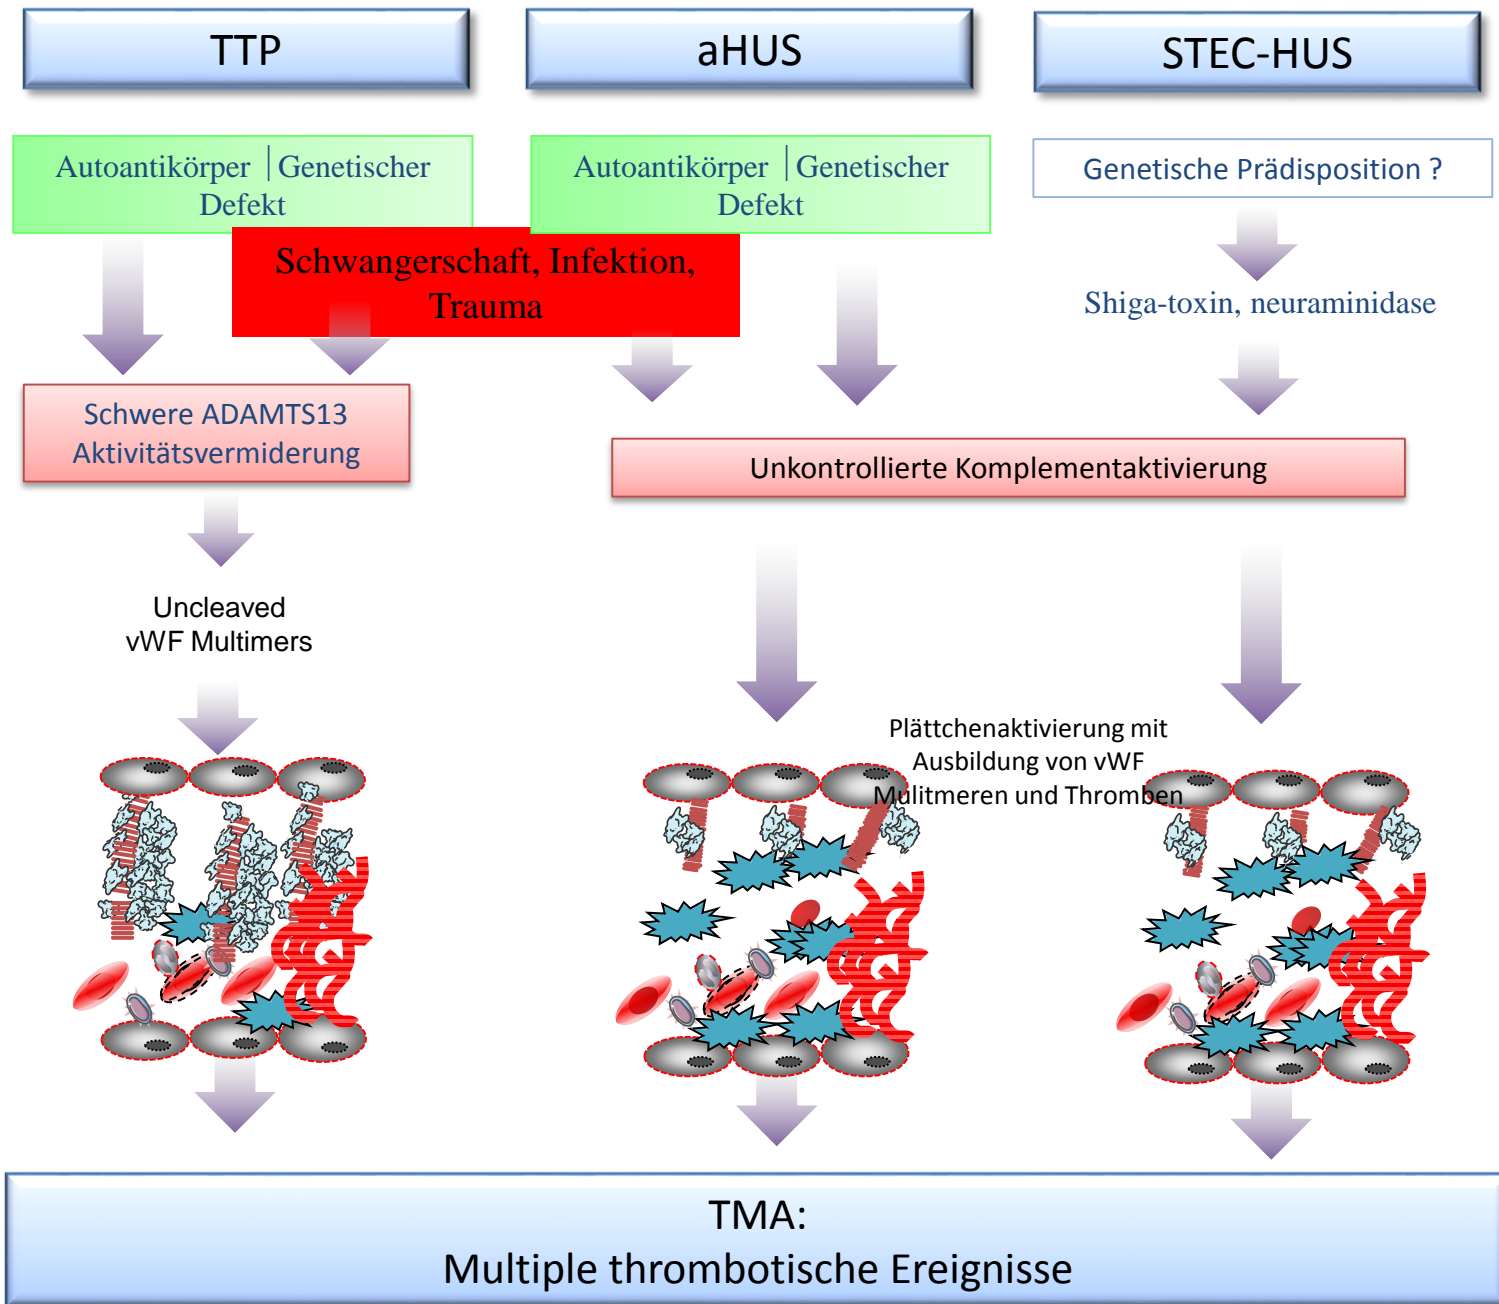 TTP
aHUS
STEC-HUS
Autoantikörper | Genetischer
Defekt
Autoantikörper | Genetischer
Defekt
Genetische Prädisposition ?
Schwangerschaft, Infektion,
Trauma
Shiga-toxin, neuraminidase
Schwere ADAMTS13
Aktivitätsvermiderung
Unkontrollierte Komplementaktivierung
Uncleaved
vWF Multimers
Plättchenaktivierung mit
Ausbildung von vWF
Mulitmeren und Thromben
TMA:
Multiple thrombotische Ereignisse